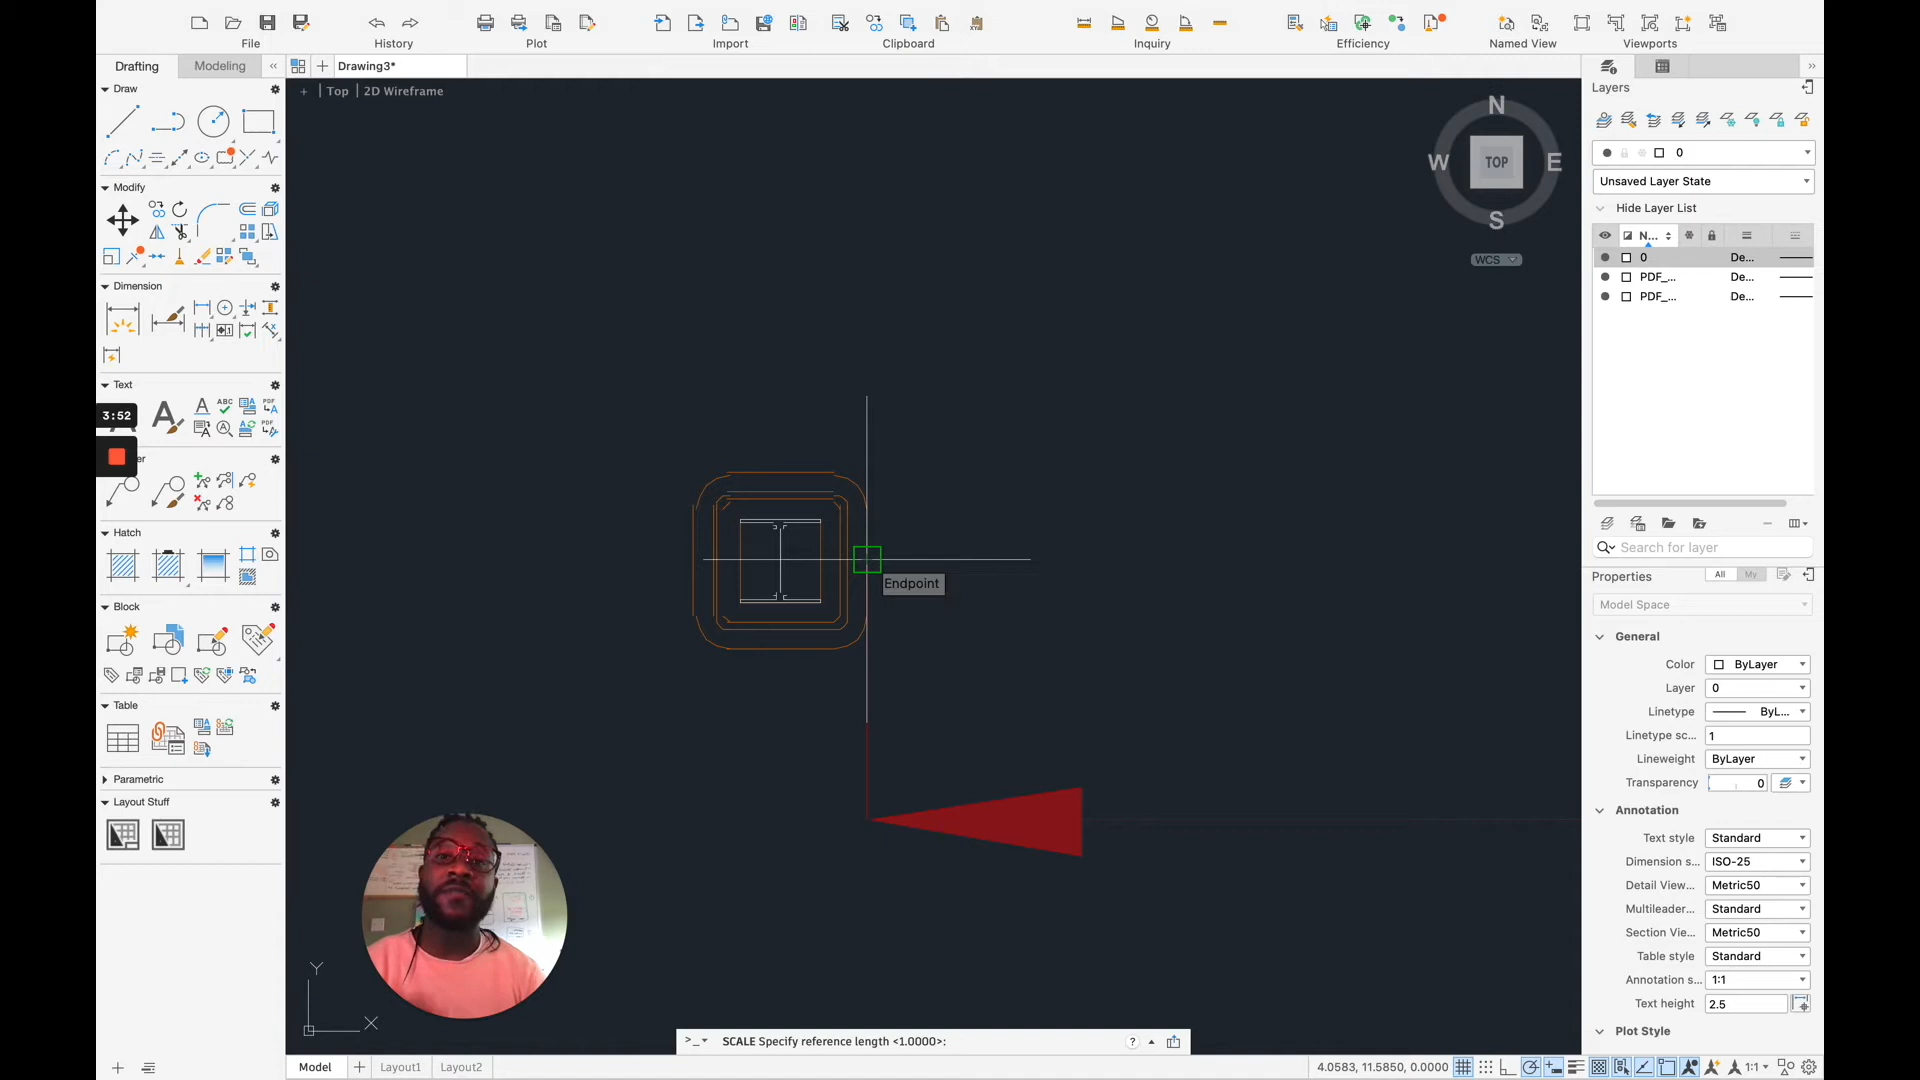 File
History
Plot
Import
Clipboard
Inquiry
Efficiency
Named View
Viewports
Drafting
Modeling
Drawing3*
Draw
Modify
Dimension
Text
3:52
er
Hatch
Block
Table
Parametric
Layout Stuff
+ | Top | 2D Wireframe
N
W TOP E
S
WCS
Endpoint
Y
X
>_ SCALE Specify reference length <1.0000>:
?
Model
Layout1
Layout2
4.0583, 11.5850, 0.0000
1:1
Layers
0
Unsaved Layer State
Hide Layer List
N...
0 De...
PDF_... De...
PDF_... De...
Search for layer
Properties
All
My
Model Space
General
Color ByLayer
Layer 0
Linetype ByL...
Linetype sc... 1
Lineweight ByLayer
Transparency 0
Annotation
Text style Standard
Dimension s... ISO-25
Detail View... Metric50
Multileader... Standard
Section Vie... Metric50
Table style Standard
Annotation s... 1:1
Text height 2.5
Plot Style